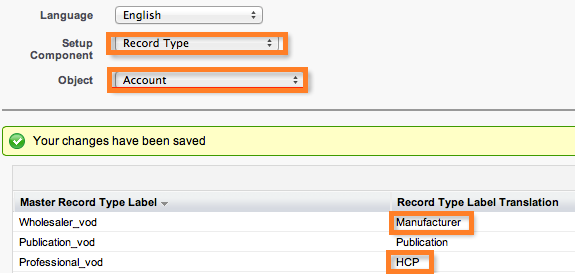 Language English
Setup Component Record Type
Object Account
Your changes have been saved
Master Record Type Label Record Type Label Translation
Wholesaler_vod Manufacturer
Publication_vod Publication
Professional_vod HCP